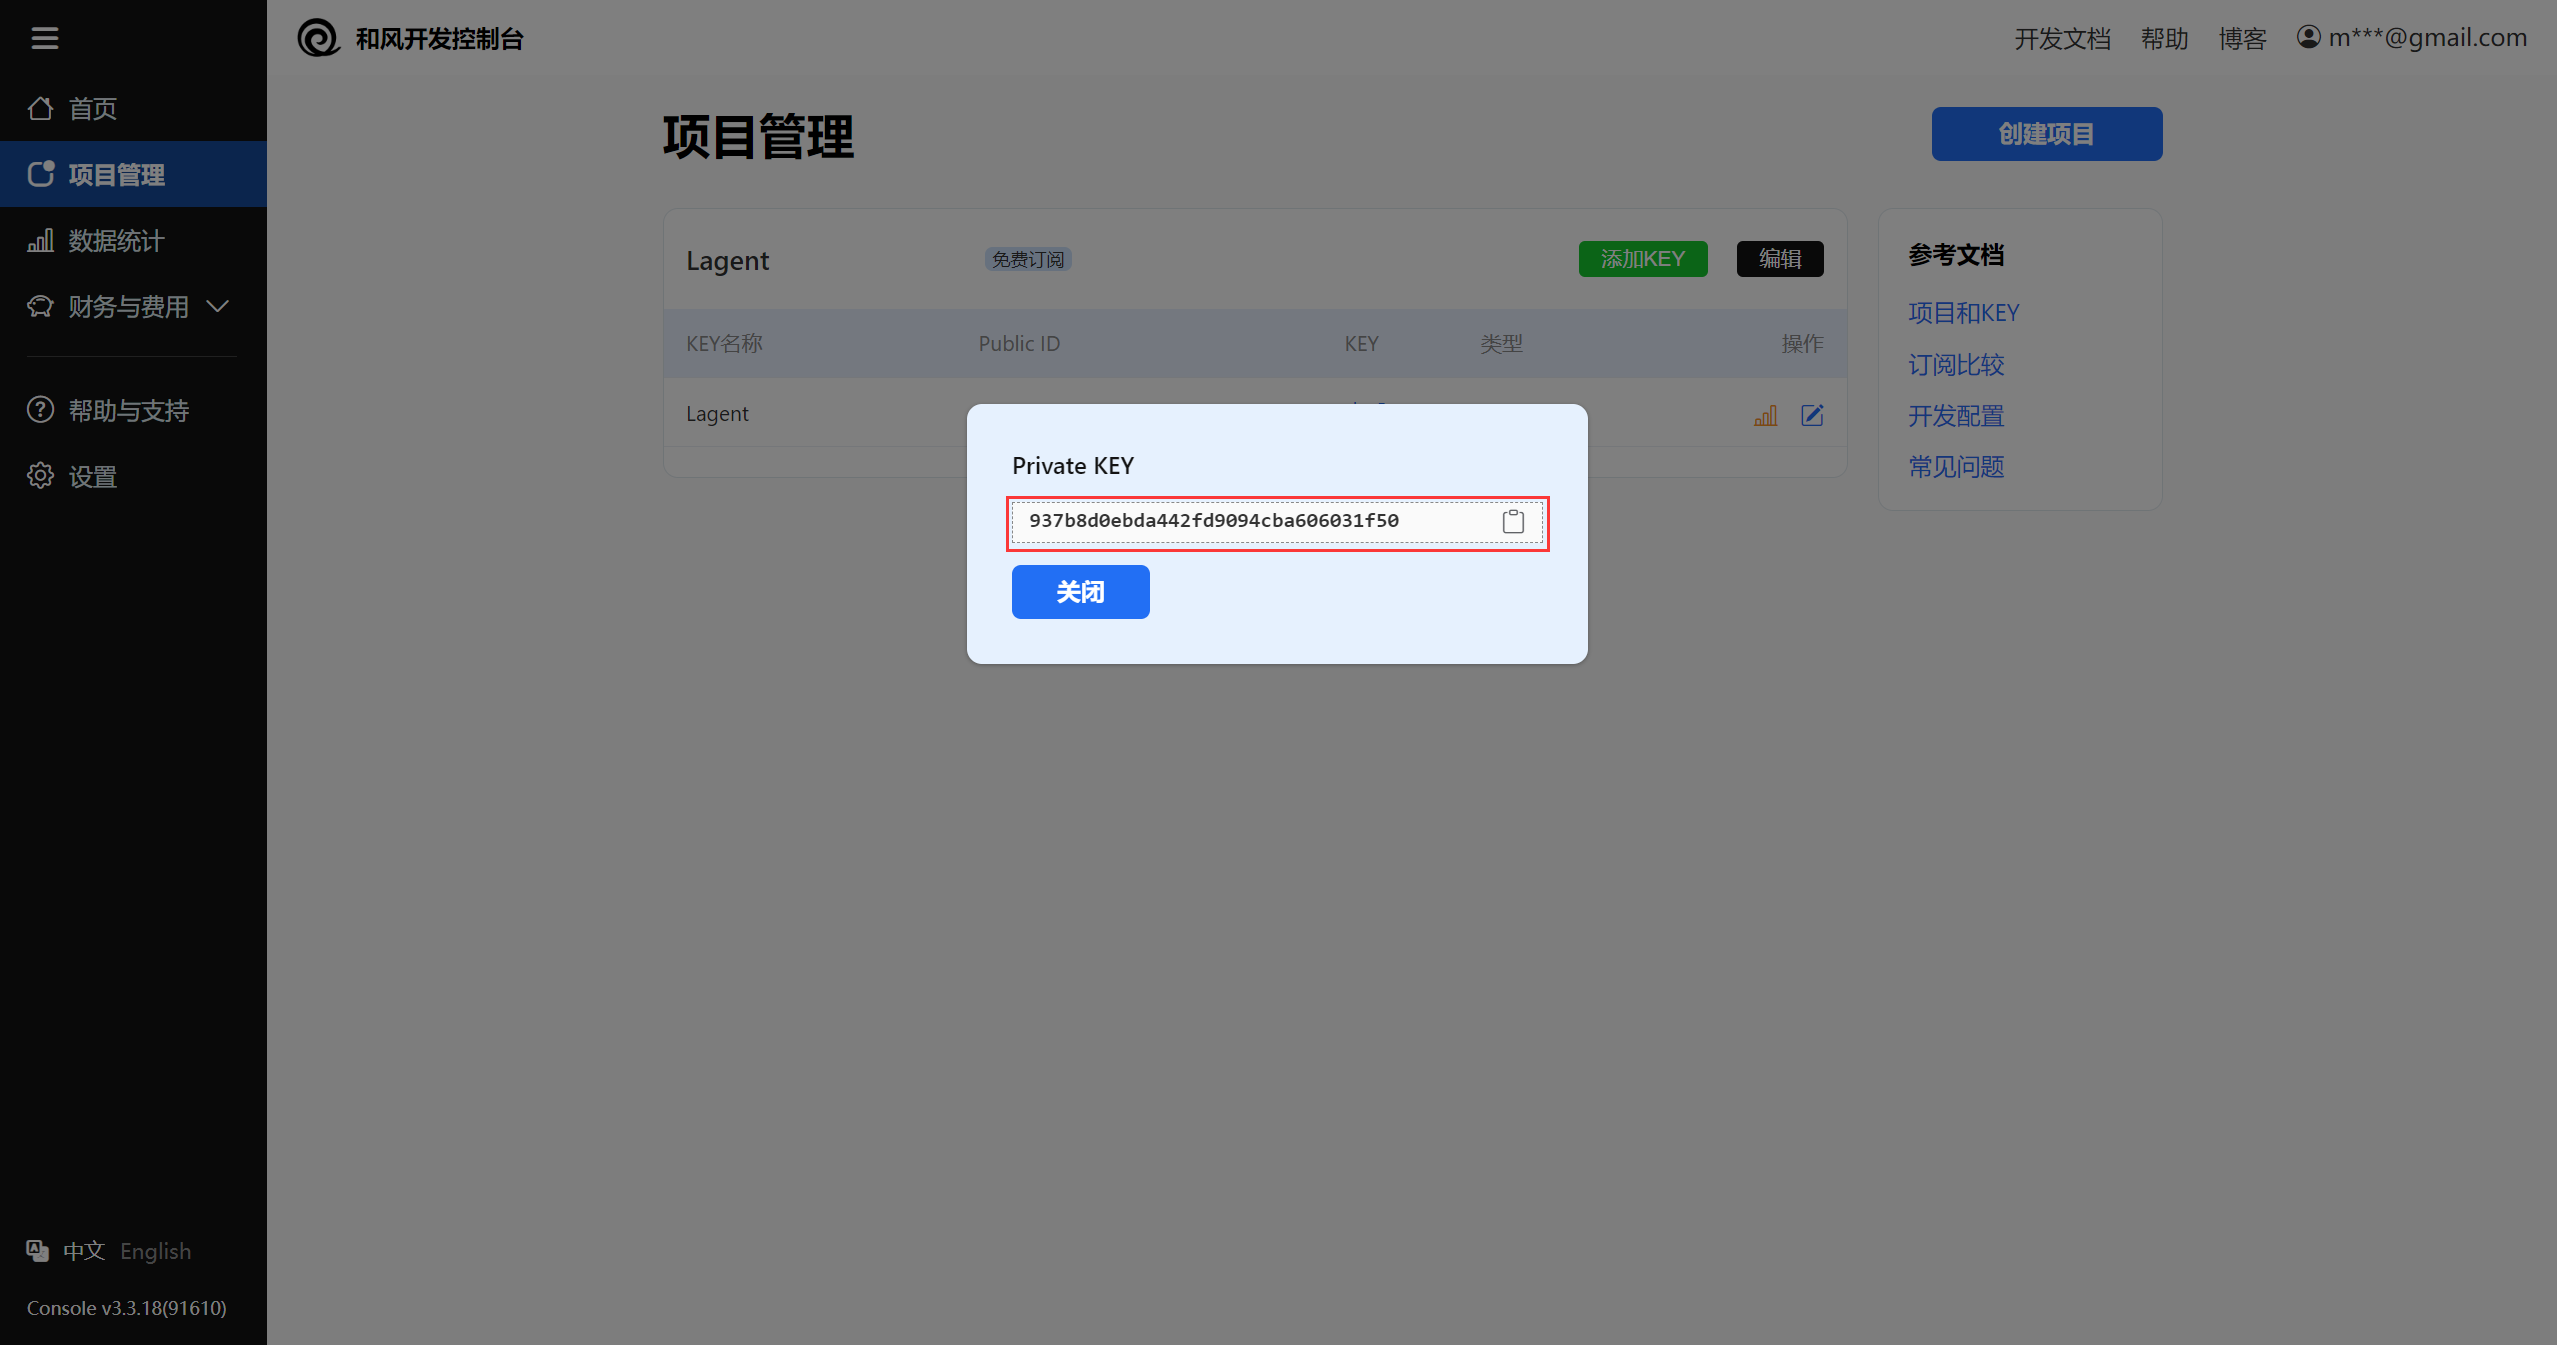 和风开发控制台
开发文档
帮助
博客
m***@gmail.com
首页
项目管理
数据统计
财务与费用
帮助与支持
设置
中文 English
Console v3.3.18(91610)
项目管理
创建项目
Lagent
免费订阅
添加KEY
编辑
KEY名称
Public ID
KEY
类型
操作
Lagent
Private KEY
937b8d0ebda442fd9094cba606031f50
关闭
参考文档
项目和KEY
订阅比较
开发配置
常见问题